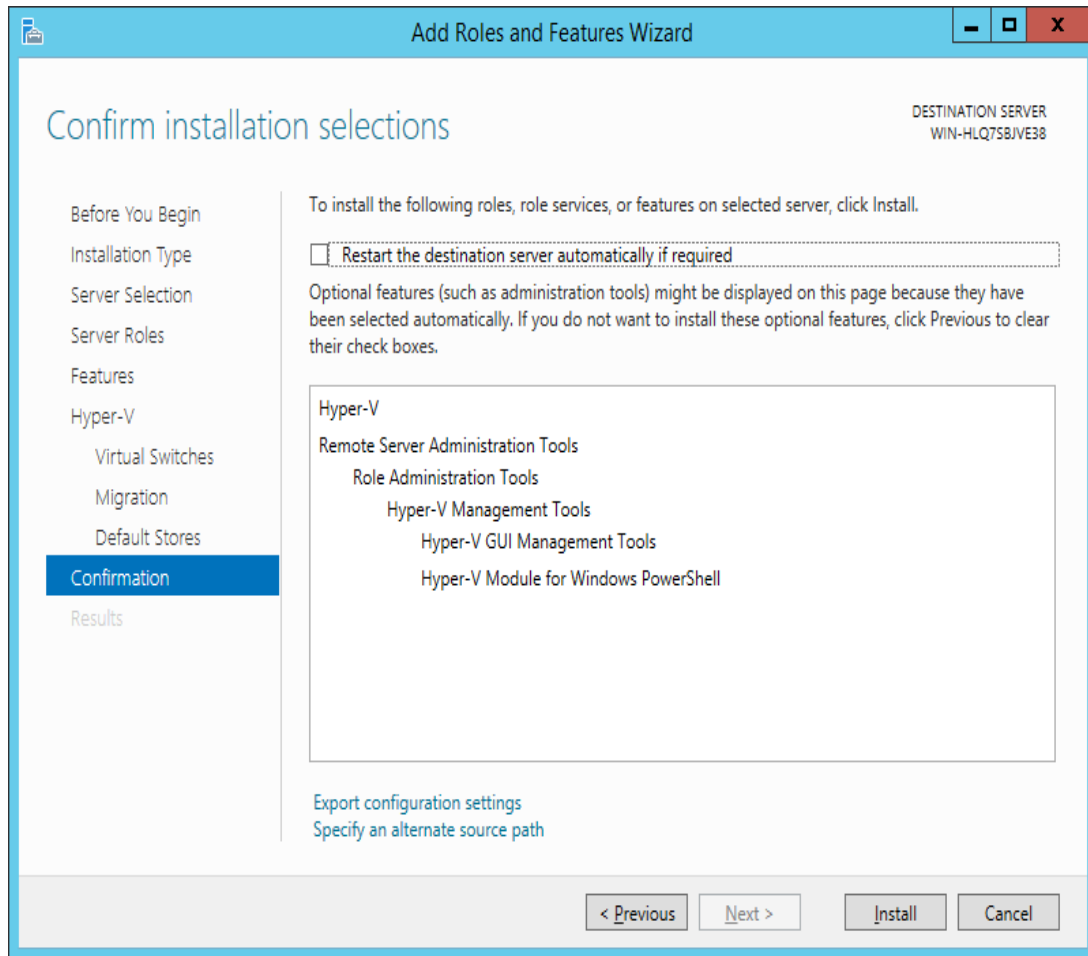 Add Roles and Features Wizard
Confirm installation selections
DESTINATION SERVER
WIN-HLQ7SBJVE38
Before You Begin
Installation Type
Server Selection
Server Roles
Features
Hyper-V
Virtual Switches
Migration
Default Stores
Confirmation
Results
To install the following roles, role services, or features on selected server, click Install.
Restart the destination server automatically if required
Optional features (such as administration tools) might be displayed on this page because they have
been selected automatically. If you do not want to install these optional features, click Previous to clear
their check boxes.
Hyper-V
Remote Server Administration Tools
Role Administration Tools
Hyper-V Management Tools
Hyper-V GUI Management Tools
Hyper-V Module for Windows PowerShell
Export configuration settings
Specify an alternate source path
< Previous
Next >
Install
Cancel